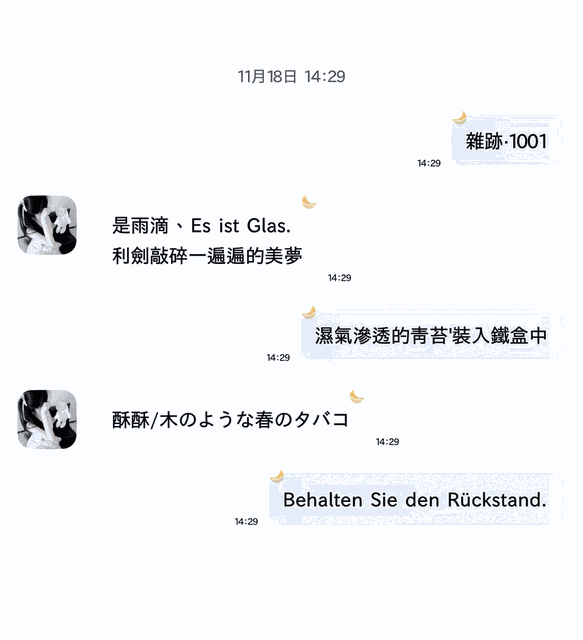 11月18日 14:29
雜跡·1001
14:29
是雨滴、Es ist Glas.
利劍敲碎一遍遍的美夢
14:29
濕氣滲透的靑苔'裝入鐵盒中
14:29
酥酥/木のような春のタバコ
14:29
Behalten Sie den Rückstand.
14:29